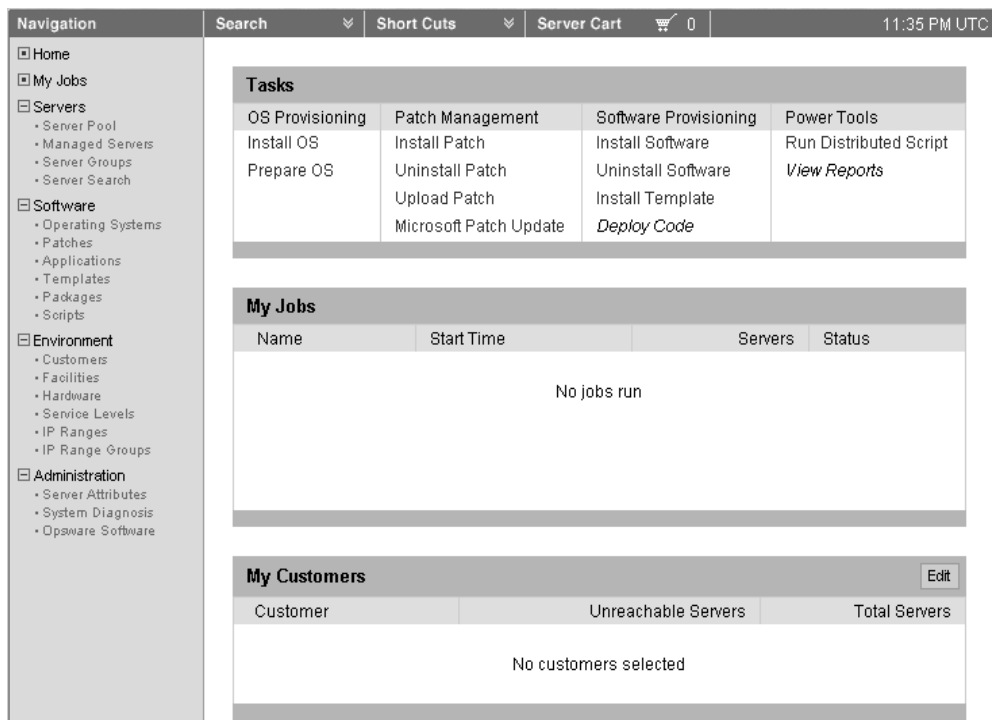 Navigation
Search
Short Cuts
Server Cart 0
11:35 PM UTC
Home
My Jobs
Servers
Server Pool
Managed Servers
Server Groups
Server Search
Software
Operating Systems
Patches
Applications
Templates
Packages
Scripts
Environment
Customers
Facilities
Hardware
Service Levels
IP Ranges
IP Range Groups
Administration
Server Attributes
System Diagnosis
Opsware Software
Tasks
OS Provisioning Patch Management Software Provisioning Power Tools
Install OS Install Patch Install Software Run Distributed Script
Prepare OS Uninstall Patch Uninstall Software View Reports
Upload Patch Install Template
Microsoft Patch Update Deploy Code
My Jobs
Name Start Time Servers Status
No jobs run
My Customers Edit
Customer Unreachable Servers Total Servers
No customers selected